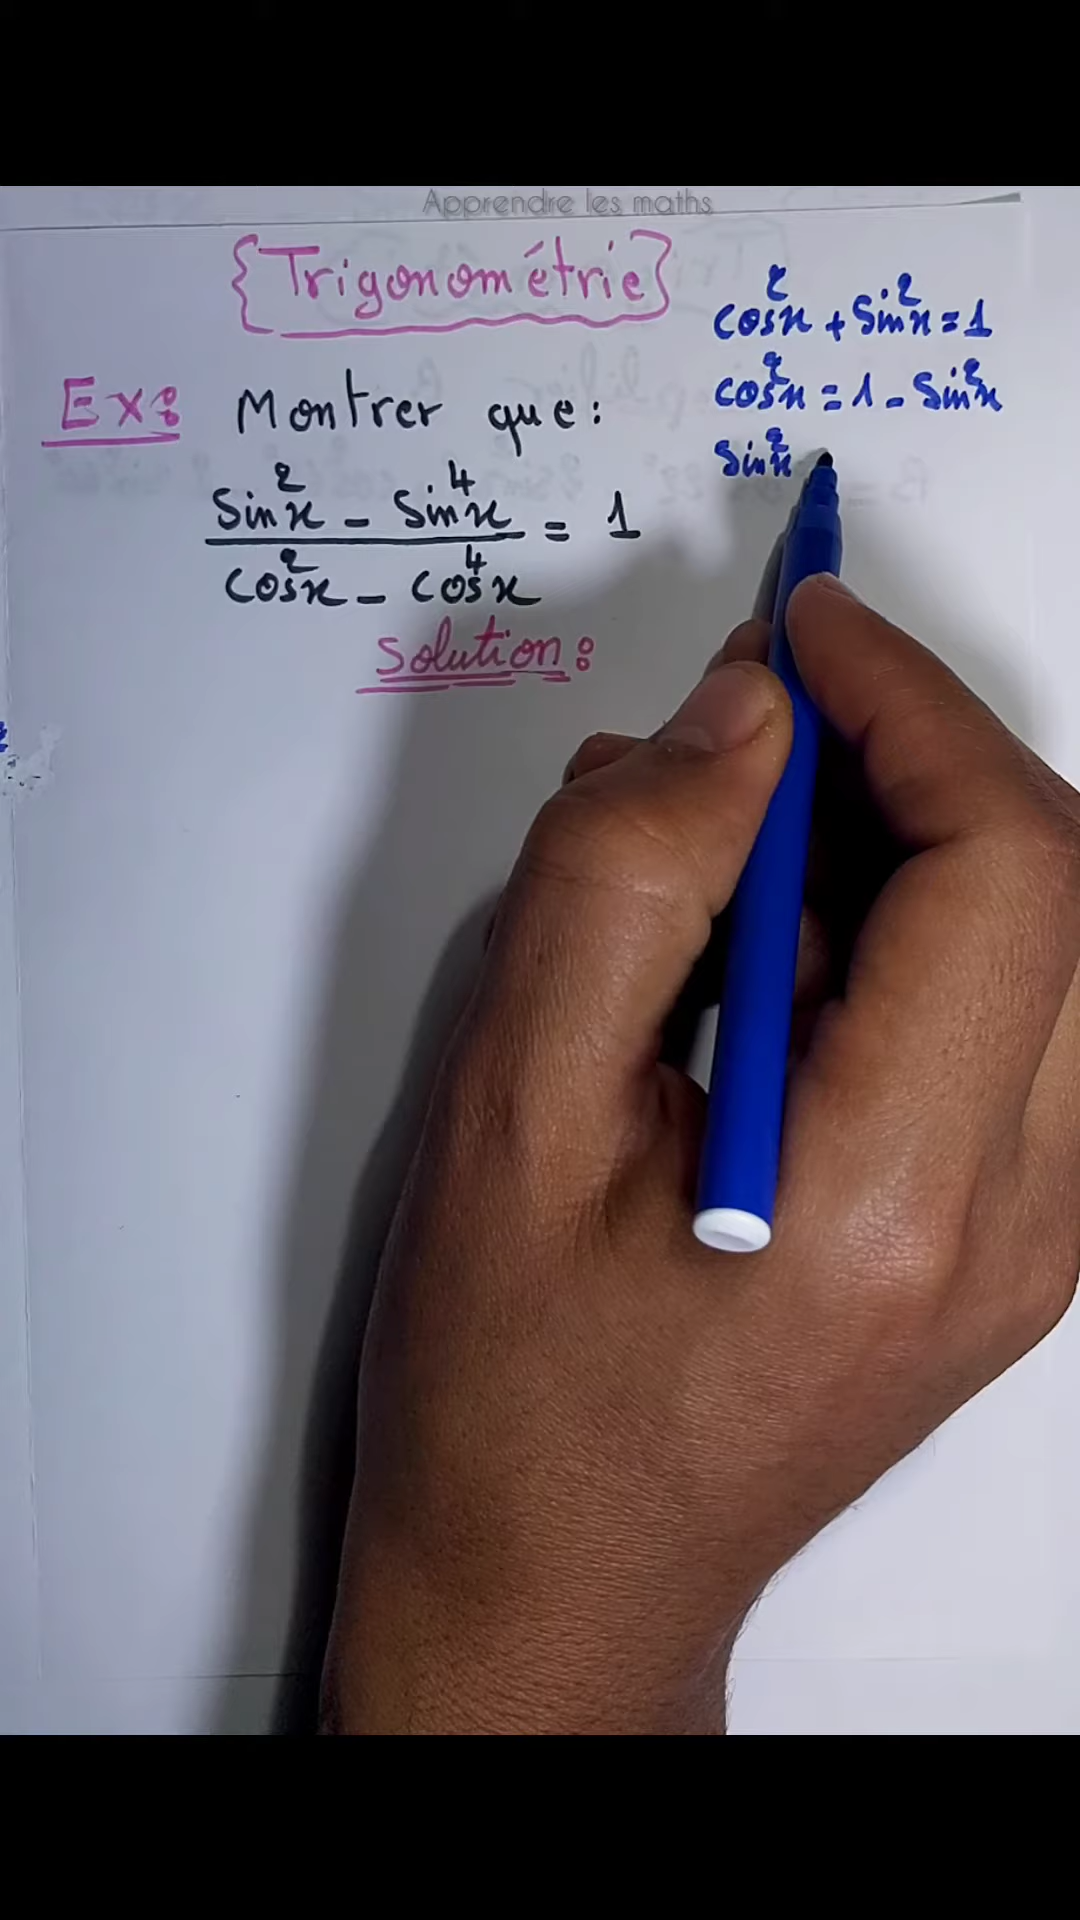 Apprendre les maths
{Trigonométrie}
cos²x + Sin²x = 1
cos²x = 1 - Sin²x
Sin²x
Ex: Montrer que:
Sin²x - Sin⁴x
= 1
cos²x - cos⁴x
Solution: